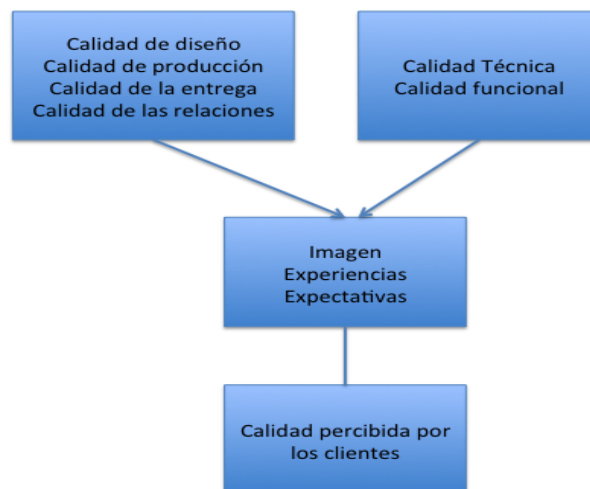 Calidad de diseño
Calidad de producción
Calidad de la entrega
Calidad de las relaciones
Calidad Técnica
Calidad funcional
Imagen
Experiencias
Expectativas
Calidad percibida por
los clientes